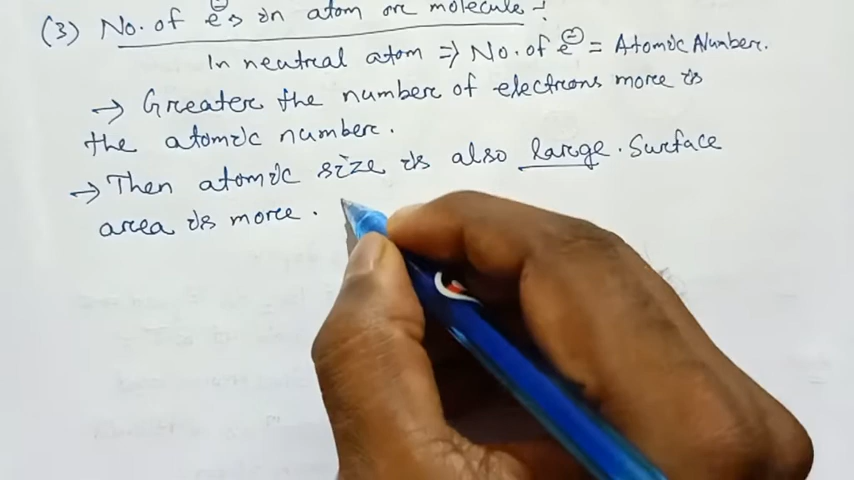 (3) No. of e⊖s in atom or molecule :-
In neutral atom ⇒ No. of e⊖ = Atomic Number.
→ Greater the number of electrons more is
the atomic number.
→ Then atomic size is also large. Surface
area is more.